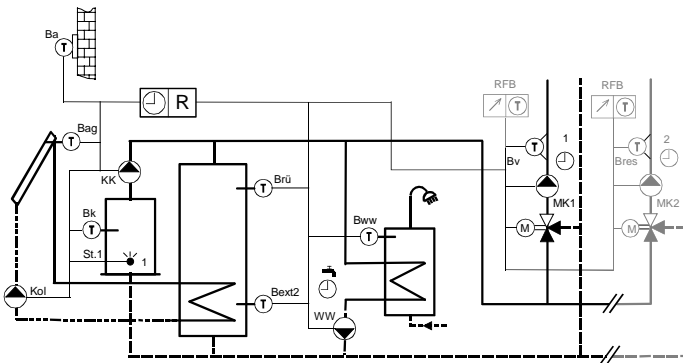 Ba
T
R
Bag
T
KK
Bk
T
St.1
1
Kol
Brü
T
Bext2
T
Bww
T
WW
RFB
T
1
T
Bv
MK1
M
RFB
T
2
T
Bres
MK2
M